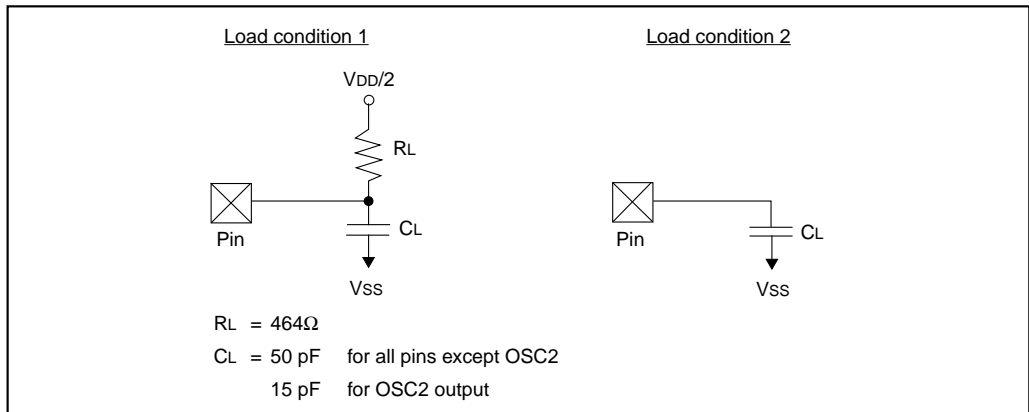 Load condition 1
Load condition 2
VDD/2
RL
Pin
CL
VSS
Pin
CL
VSS
RL = 464Ω
CL = 50 pF for all pins except OSC2
15 pF for OSC2 output